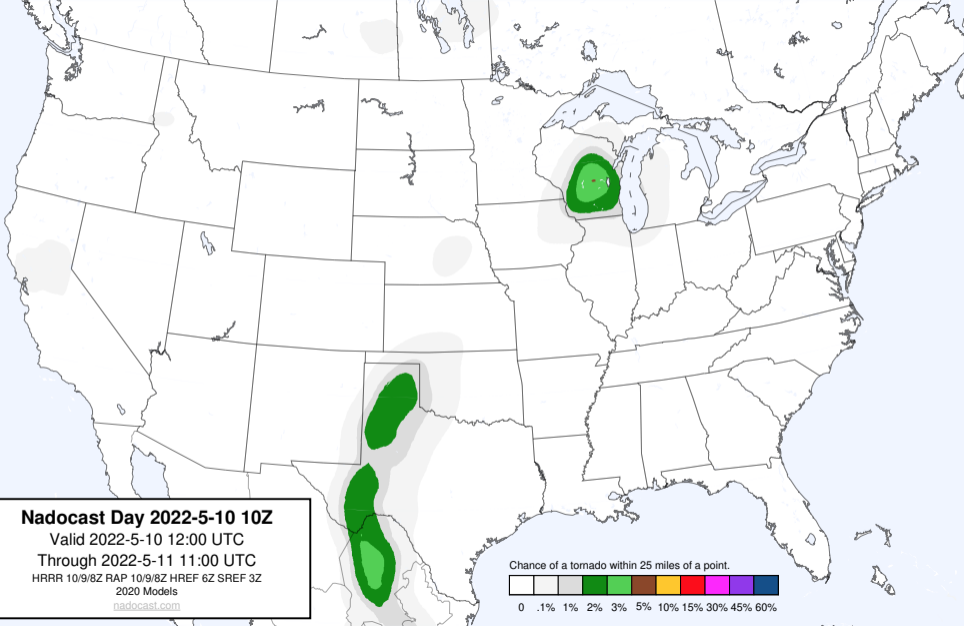 Nadocast Day 2022-5-10 10Z
Valid 2022-5-10 12:00 UTC
Through 2022-5-11 11:00 UTC
HRRR 10/9/8Z RAP 10/9/8Z HREF 6Z SREF 3Z
2020 Models
nadocast.com
Chance of a tornado within 25 miles of a point.
0 .1% 1% 2% 3% 5% 10% 15% 30% 45% 60%